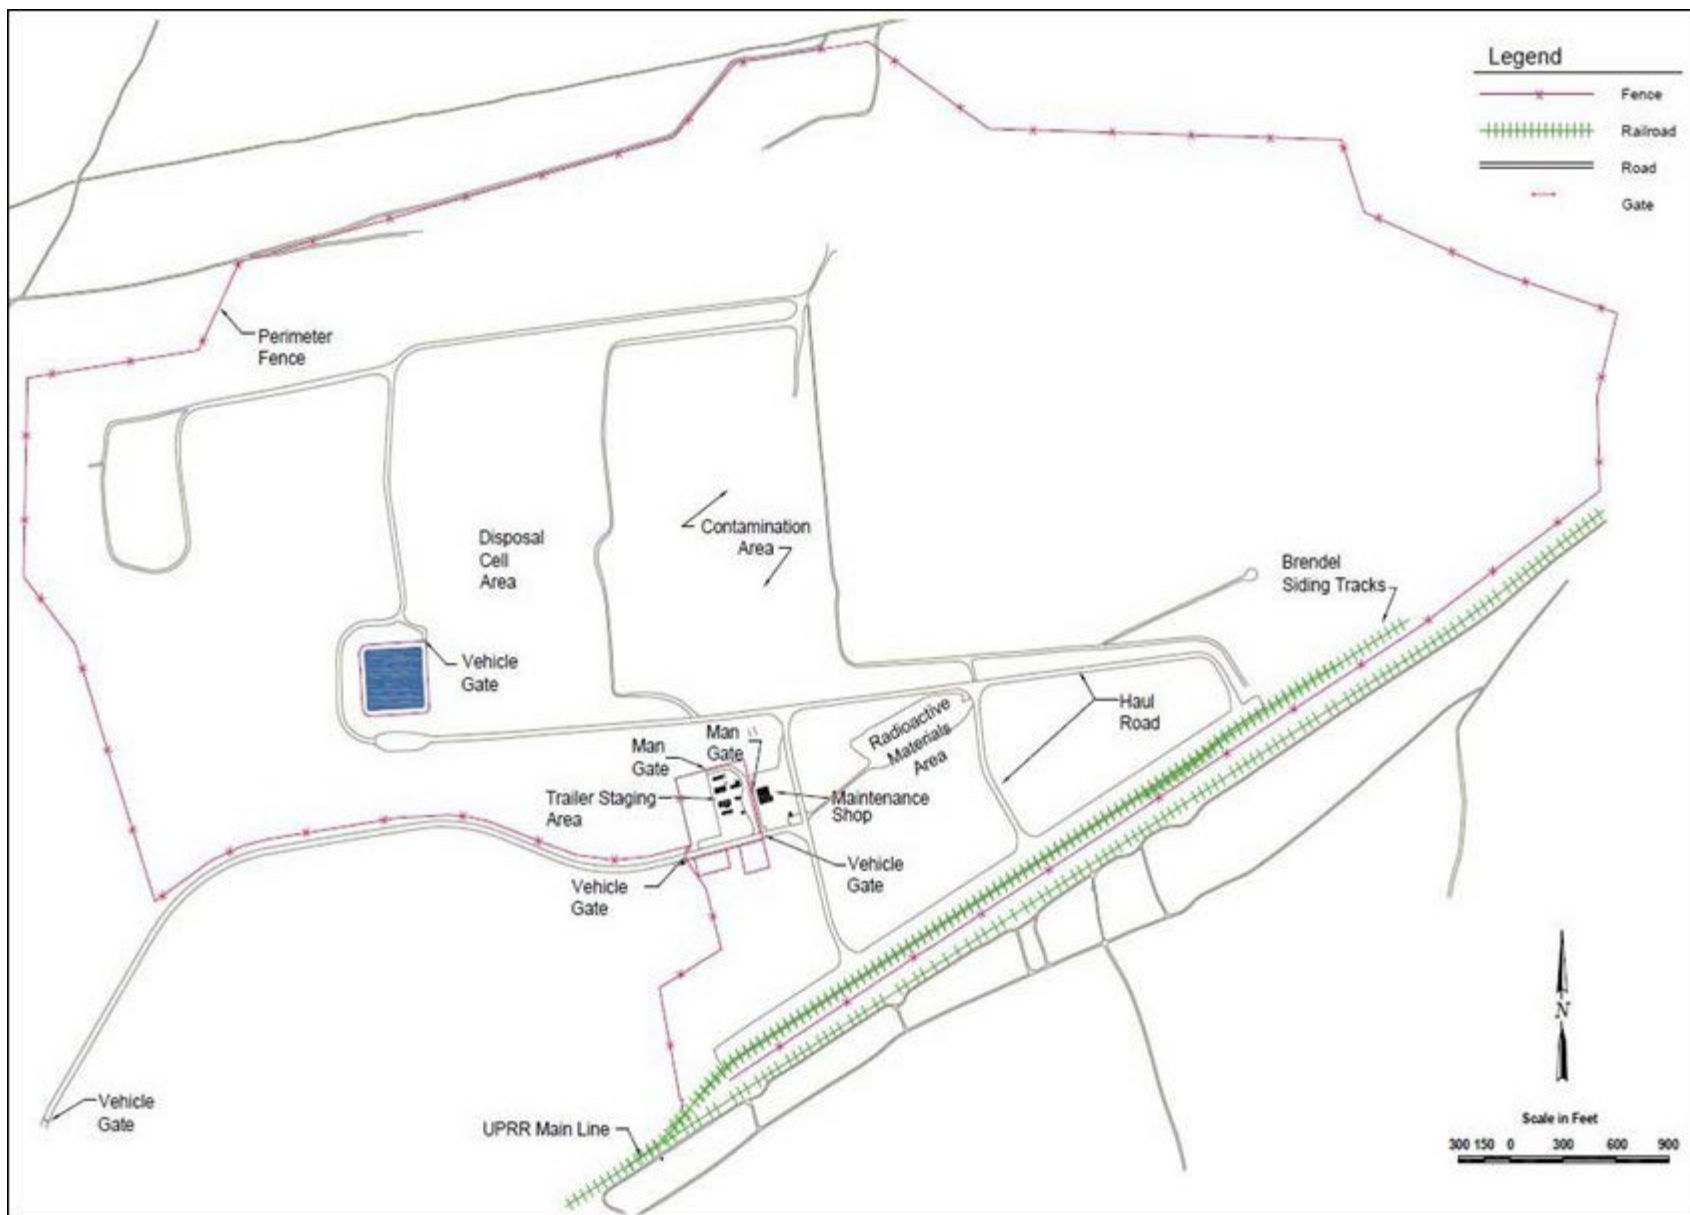 Legend
Fence
Railroad
Road
Gate
Perimeter
Fence
Disposal
Cell
Area
Contamination
Area
Brendel
Siding Tracks
Vehicle
Gate
Haul
Road
Radioactive
Materials
Area
Man
Gate
Man
Gate
Trailer Staging
Area
Maintenance
Shop
Vehicle
Gate
Vehicle
Gate
Vehicle
Gate
UPRR Main Line
N
Scale in Feet
300 150 0 300 600 900